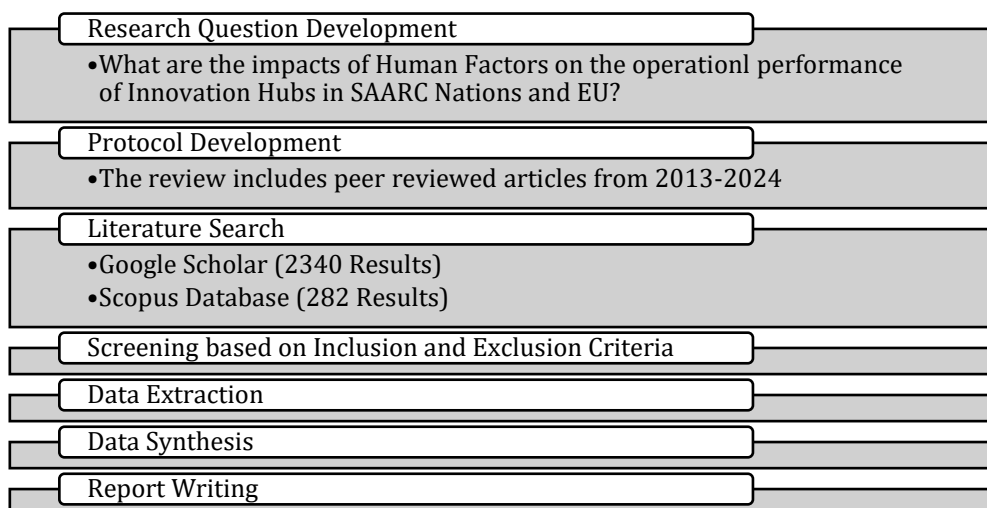 Research Question Development
•What are the impacts of Human Factors on the operationl performance
of Innovation Hubs in SAARC Nations and EU?
Protocol Development
•The review includes peer reviewed articles from 2013-2024
Literature Search
•Google Scholar (2340 Results)
•Scopus Database (282 Results)
Screening based on Inclusion and Exclusion Criteria
Data Extraction
Data Synthesis
Report Writing